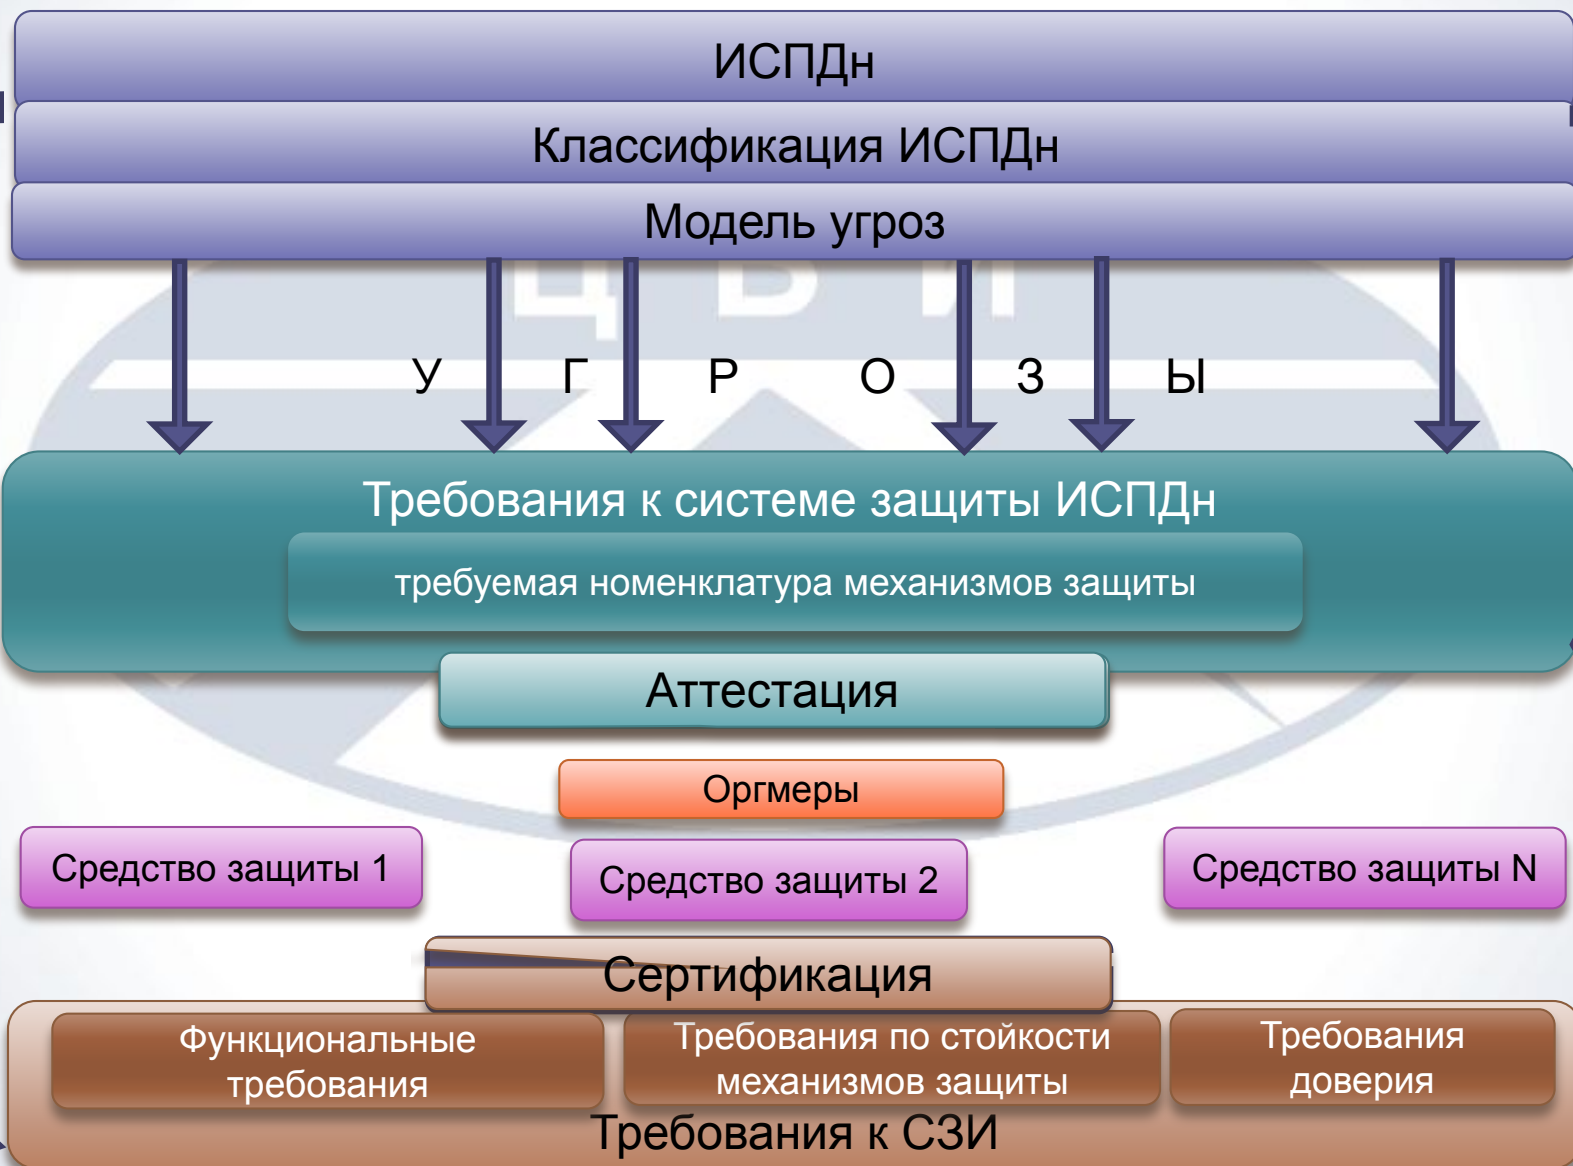 ИСПДн
Классификация ИСПДн
Модель угроз
Ц Б И
У Г Р О З Ы
Требования к системе защиты ИСПДн
требуемая номенклатура механизмов защиты
Аттестация
Оргмеры
Средство защиты 1
Средство защиты 2
Средство защиты N
Сертификация
Функциональные
требования
Требования по стойкости
механизмов защиты
Требования
доверия
Требования к СЗИ